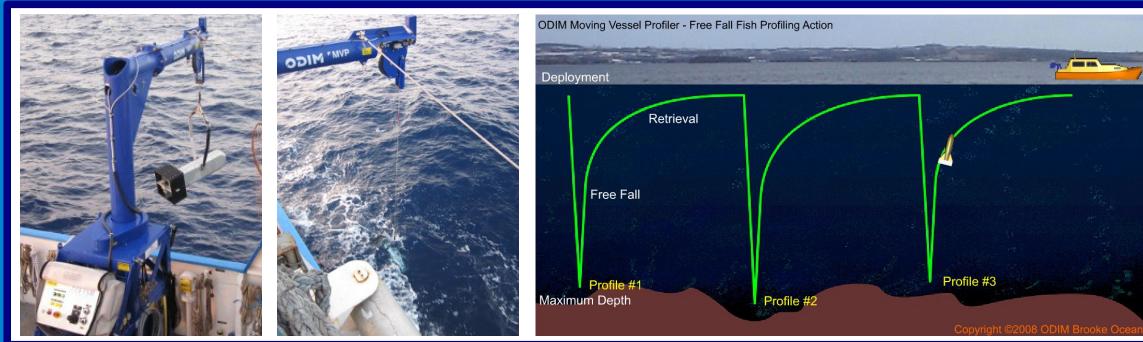 ODIM
ODIM MVP
ODIM Moving Vessel Profiler - Free Fall Fish Profiling Action
Deployment
Retrieval
Free Fall
Profile #1
Maximum Depth
Profile #2
Profile #3
Copyright ©2008 ODIM Brooke Ocean